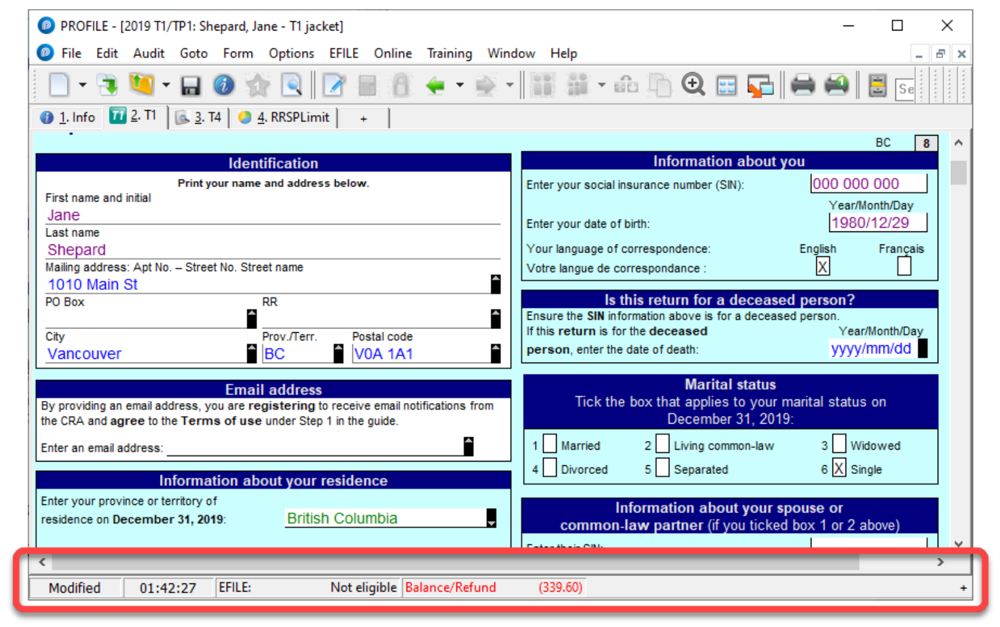 PROFILE - [2019 T1/TP1: Shepard, Jane - T1 jacket]
File Edit Audit Goto Form Options EFILE Online Training Window Help
Se
1. Info T1 2. T1 3. T4 4. RRSPLimit +
BC 8
Identification
Print your name and address below.
First name and initial
Jane
Last name
Shepard
Mailing address: Apt No. – Street No. Street name
1010 Main St
PO Box RR
City Prov./Terr. Postal code
Vancouver BC V0A 1A1
Email address
By providing an email address, you are registering to receive email notifications from
the CRA and agree to the Terms of use under Step 1 in the guide.
Enter an email address:
Information about your residence
Enter your province or territory of
residence on December 31, 2019: British Columbia
Information about you
Enter your social insurance number (SIN): 000 000 000
Year/Month/Day
Enter your date of birth: 1980/12/29
Your language of correspondence: English Français
Votre langue de correspondance : X
Is this return for a deceased person?
Ensure the SIN information above is for a deceased person.
If this return is for the deceased Year/Month/Day
person, enter the date of death: yyyy/mm/dd
Marital status
Tick the box that applies to your marital status on
December 31, 2019:
1 Married 2 Living common-law 3 Widowed
4 Divorced 5 Separated 6 X Single
Information about your spouse or
common-law partner (if you ticked box 1 or 2 above)
Enter their SIN:
Modified 01:42:27 EFILE: Not eligible Balance/Refund (339.60) +